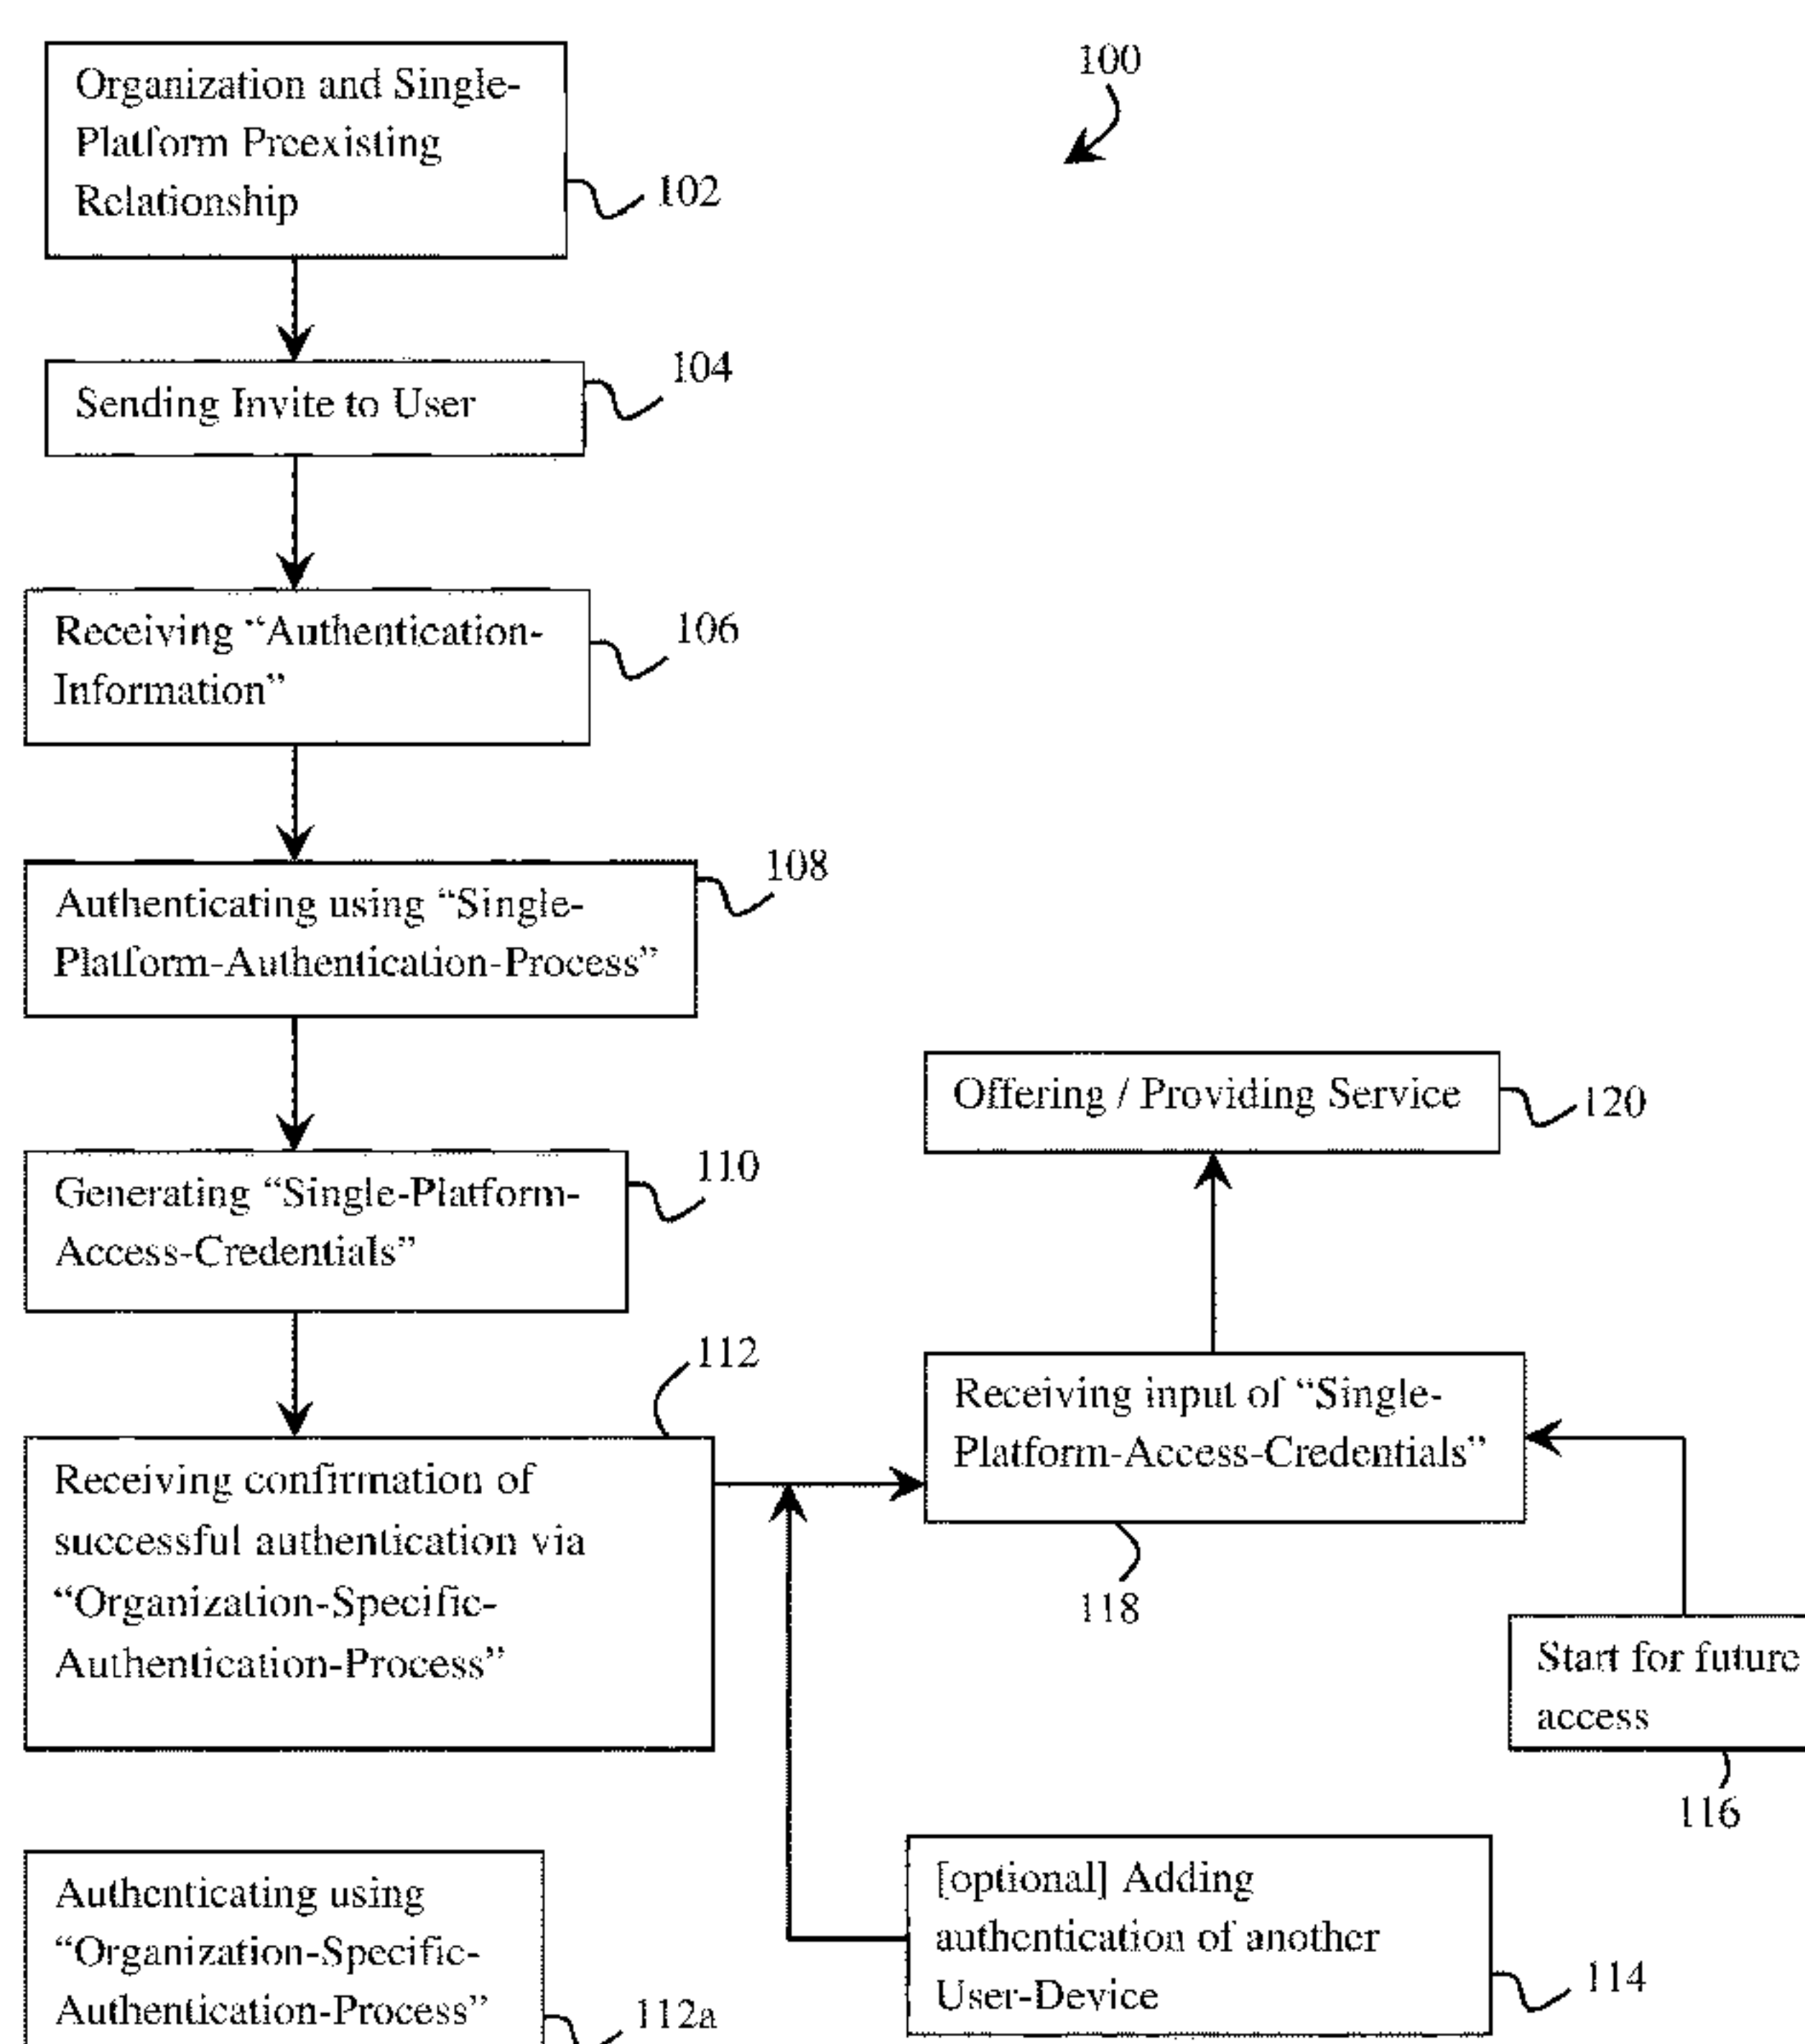 100
Organization and Single-
Platform Preexisting
Relationship
102
Sending Invite to User
104
Receiving “Authentication-
Information”
106
Authenticating using “Single-
Platform-Authentication-Process”
108
Generating “Single-Platform-
Access-Credentials”
110
Receiving confirmation of
successful authentication via
“Organization-Specific-
Authentication-Process”
112
Authenticating using
“Organization-Specific-
Authentication-Process”
112a
Offering / Providing Service
120
Receiving input of “Single-
Platform-Access-Credentials”
118
Start for future
access
116
[optional] Adding
authentication of another
User-Device
114